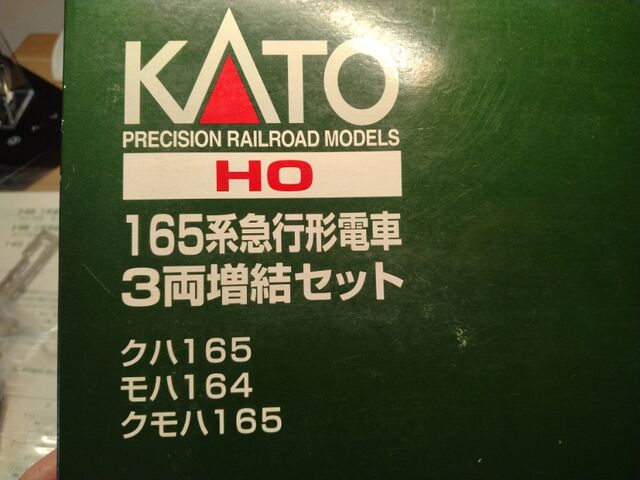 KATO
PRECISION RAILROAD MODELS
HO
165系急行形電車
3両増結セット
クハ165
モハ164
クモハ165